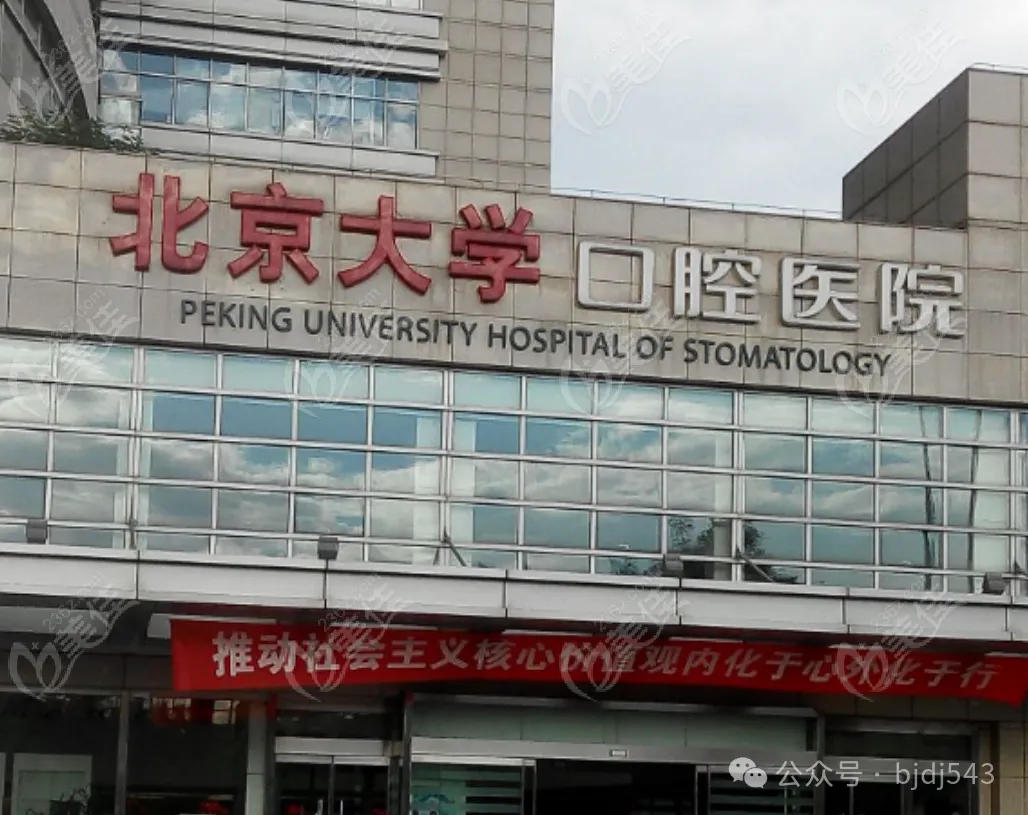 北京大学口腔医院
PEKING UNIVERSITY HOSPITAL OF STOMATOLOGY
推动社会主义核心价值观内化于心外化于行
公众号 · bjdj543